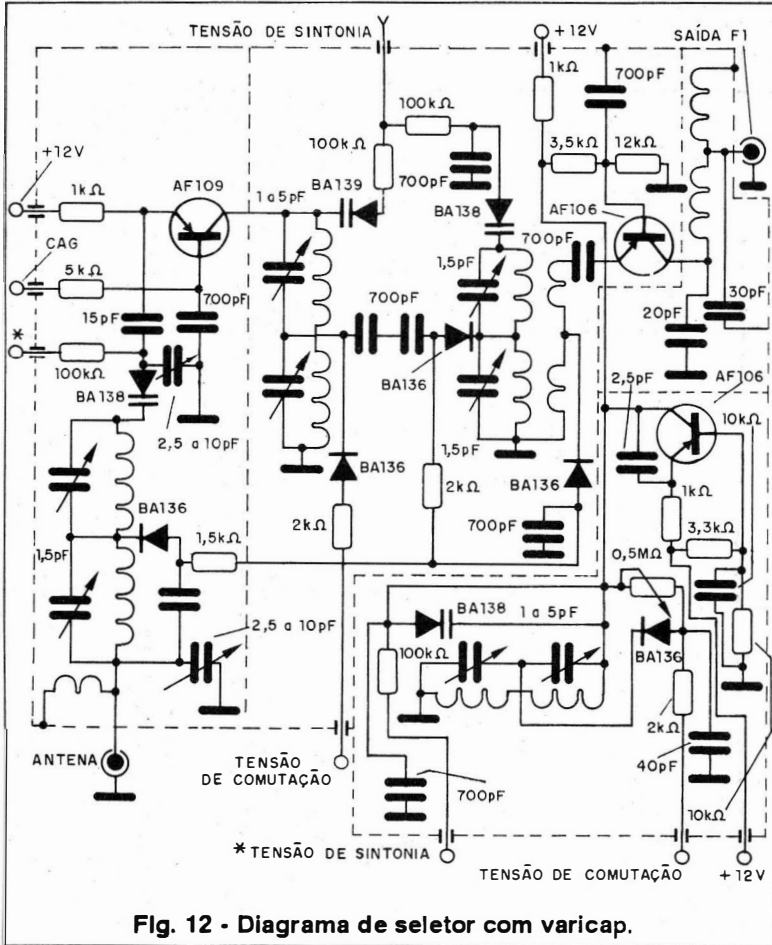 TENSÃO DE SINTONIA
+12V
SAÍDA F1
1kΩ
700pF
100kΩ
100kΩ
3,5kΩ
12kΩ
+12V
1kΩ
AF109
1 a 5pF
BA139
700pF
BA138
AF106
700pF
CAG
5kΩ
15pF
700pF
1,5pF
700pF
20pF
30pF
*
100kΩ
BA138
BA136
AF106
2,5pF
10kΩ
2,5 a 10pF
BA136
1,5pF
2kΩ
BA136
1kΩ
BA136
2kΩ
3,3kΩ
1,5pF
1,5kΩ
700pF
0,5MΩ
BA138
1 a 5pF
2,5 a 10pF
100kΩ
BA136
2kΩ
ANTENA
TENSÃO
DE COMUTAÇÃO
700pF
40pF
10kΩ
* TENSÃO DE SINTONIA
TENSÃO DE COMUTAÇÃO
+12V
Fig. 12 - Diagrama de seletor com varicap.